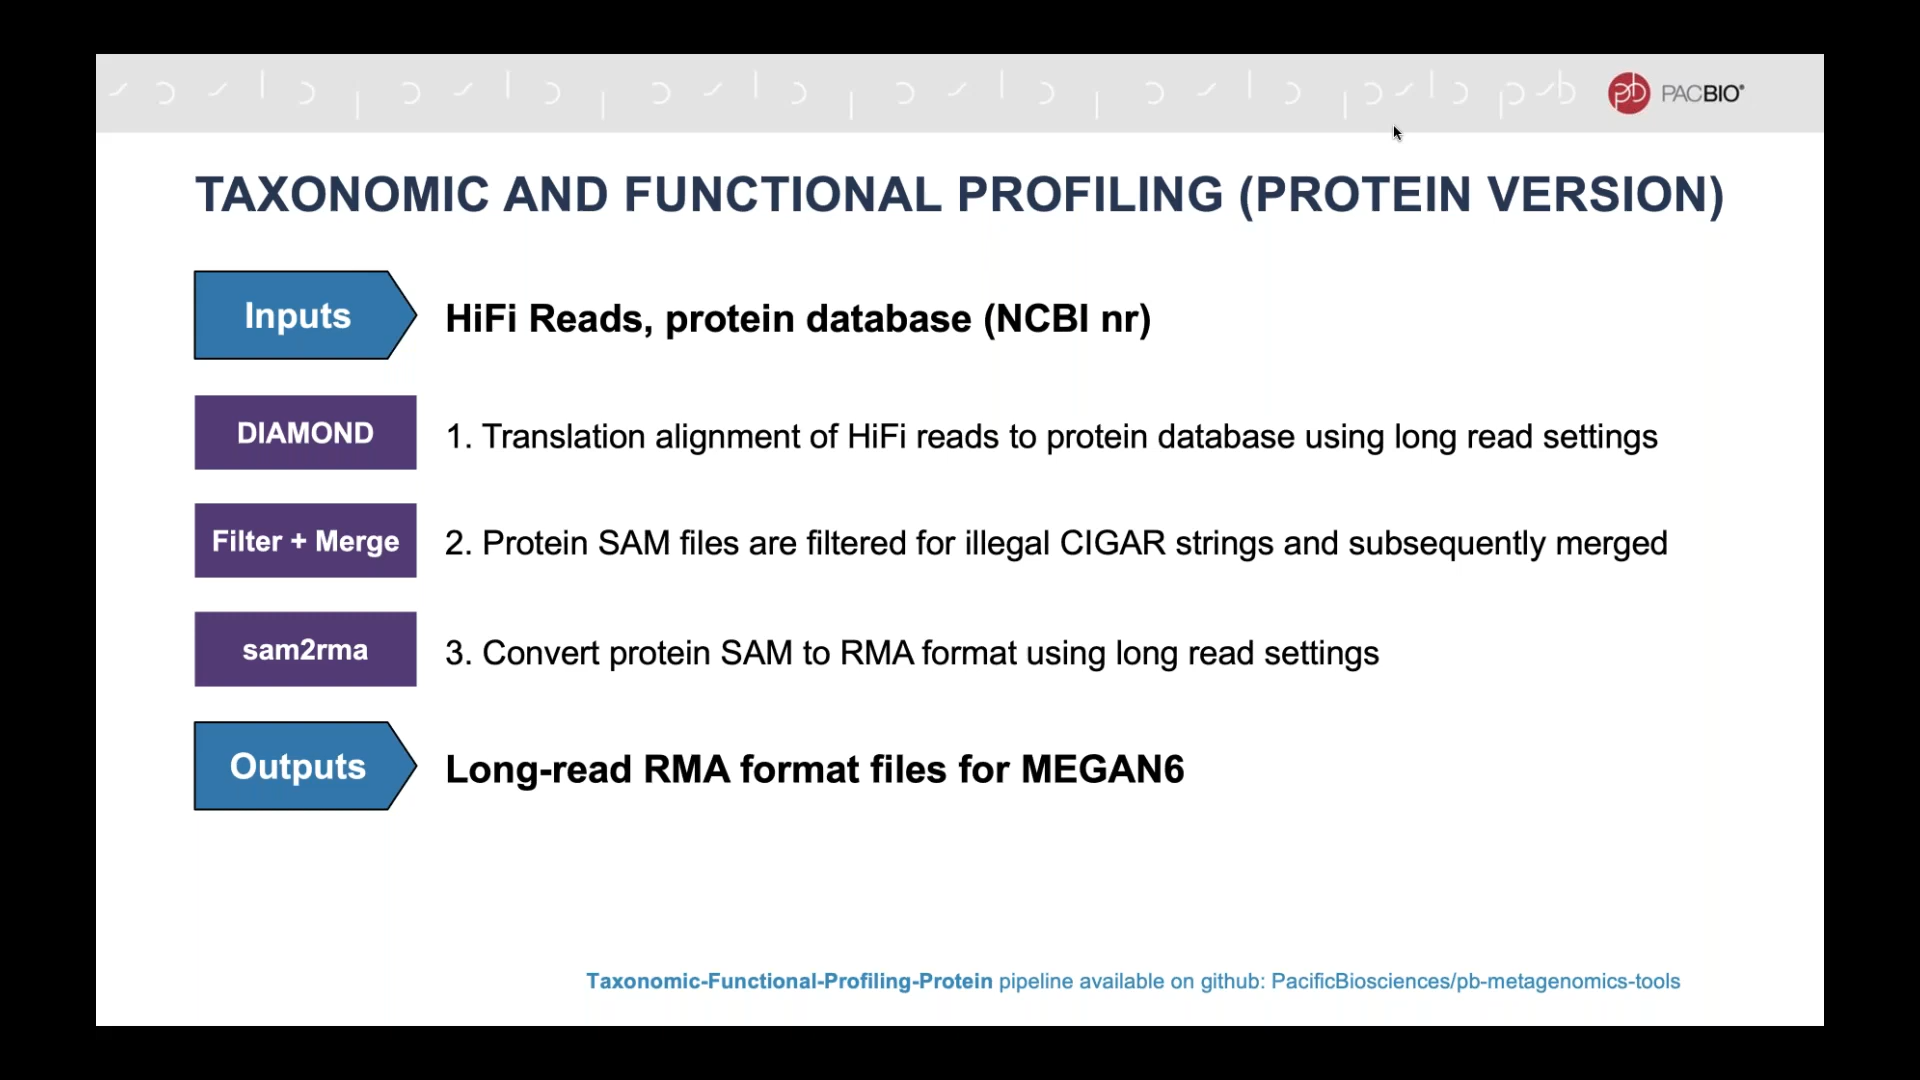 PACBIO®
TAXONOMIC AND FUNCTIONAL PROFILING (PROTEIN VERSION)
Inputs
HiFi Reads, protein database (NCBI nr)
DIAMOND
1. Translation alignment of HiFi reads to protein database using long read settings
Filter + Merge
2. Protein SAM files are filtered for illegal CIGAR strings and subsequently merged
sam2rma
3. Convert protein SAM to RMA format using long read settings
Outputs
Long-read RMA format files for MEGAN6
Taxonomic-Functional-Profiling-Protein pipeline available on github: PacificBiosciences/pb-metagenomics-tools